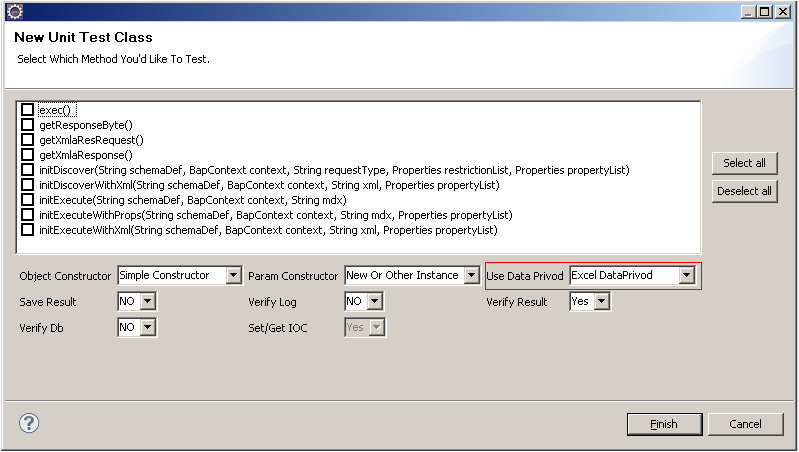 New Unit Test Class
Select Which Method You'd Like To Test.
exec()
getResponseByte()
getXmlaResRequest()
getXmlaResponse()
initDiscover(String schemaDef, BapContext context, String requestType, Properties restrictionList, Properties propertyList)
initDiscoverWithXml(String schemaDef, BapContext context, String xml, Properties propertyList)
initExecute(String schemaDef, BapContext context, String mdx)
initExecuteWithProps(String schemaDef, BapContext context, String mdx, Properties propertyList)
initExecuteWithXml(String schemaDef, BapContext context, String xml, Properties propertyList)
Select all
Deselect all
Object Constructor Simple Constructor Param Constructor New Or Other Instance Use Data Privod Excel DataPrivod
Save Result NO Verify Log NO Verify Result Yes
Verify Db NO Set/Get IOC Yes
? Finish Cancel